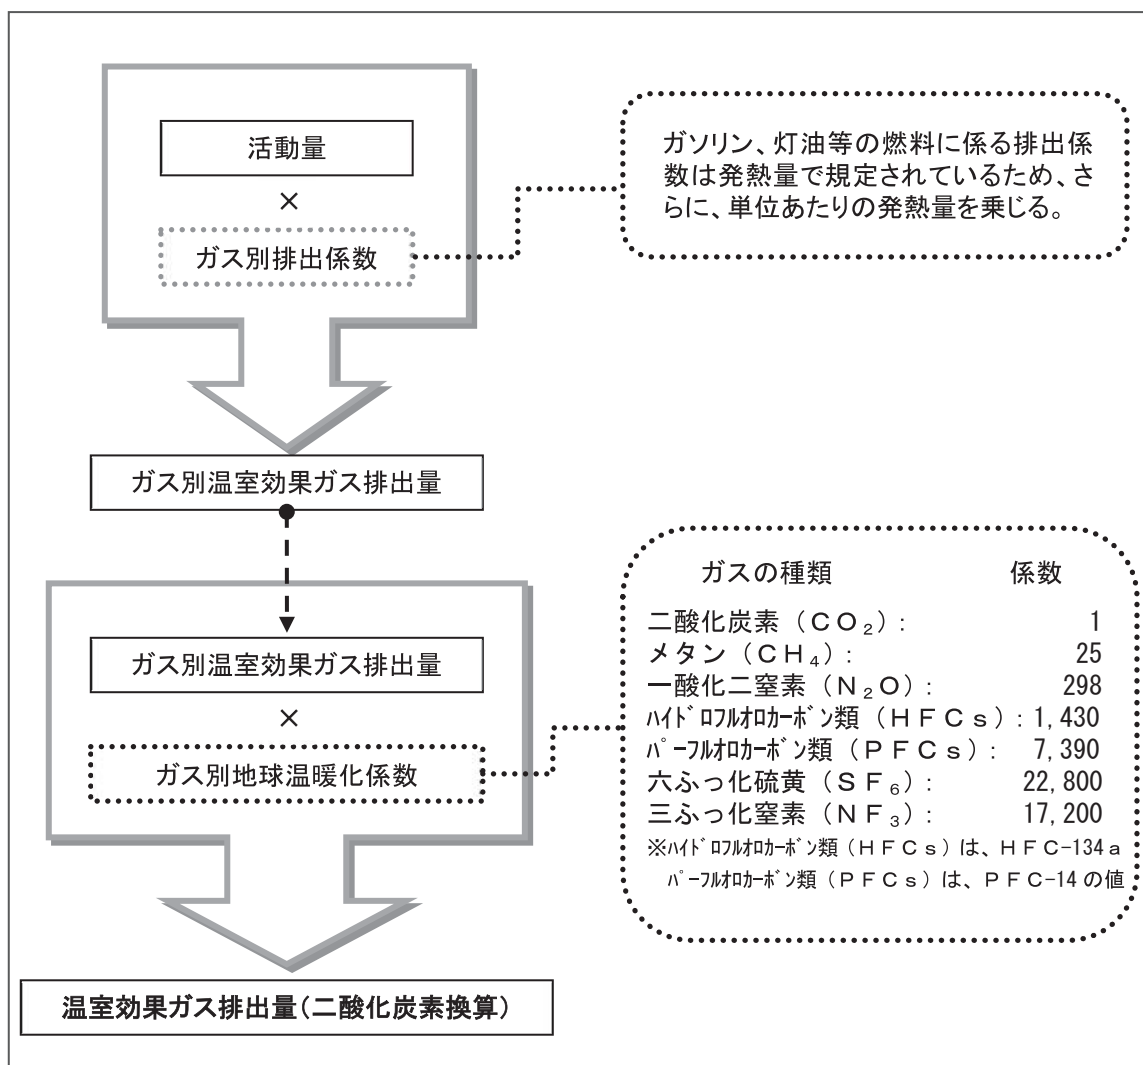 活動量
×
ガス別排出係数
ガソリン、灯油等の燃料に係る排出係
数は発熱量で規定されているため、さ
らに、単位あたりの発熱量を乗じる。
ガス別温室効果ガス排出量
ガス別温室効果ガス排出量
×
ガス別地球温暖化係数
ガスの種類 係数
二酸化炭素（CO₂）: 1
メタン（CH₄）: 25
一酸化二窒素（N₂O）: 298
ﾊｲﾄﾞﾛﾌﾙｵﾛｶｰﾎﾞﾝ類（HFCs）: 1,430
ﾊﾟｰﾌﾙｵﾛｶｰﾎﾞﾝ類（PFCs）: 7,390
六ふっ化硫黄（SF₆）: 22,800
三ふっ化窒素（NF₃）: 17,200
※ﾊｲﾄﾞﾛﾌﾙｵﾛｶｰﾎﾞﾝ類（HFCs）は、HFC-134a
ﾊﾟｰﾌﾙｵﾛｶｰﾎﾞﾝ類（PFCs）は、PFC-14の値
温室効果ガス排出量(二酸化炭素換算)